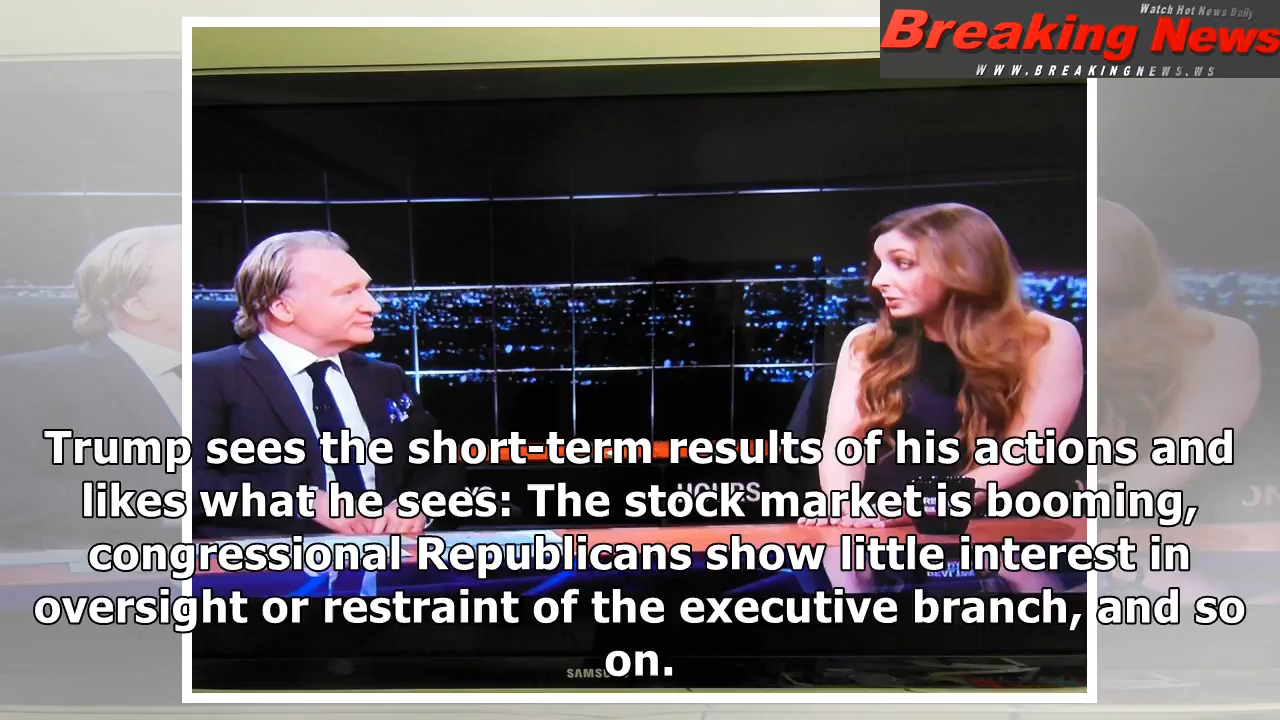 Watch Hot News Daily
Breaking News
WWW.BREAKINGNEWS.WS
Trump sees the short-term results of his actions and
likes what he sees: The stock market is booming,
congressional Republicans show little interest in
oversight or restraint of the executive branch, and so
on.
HOURS